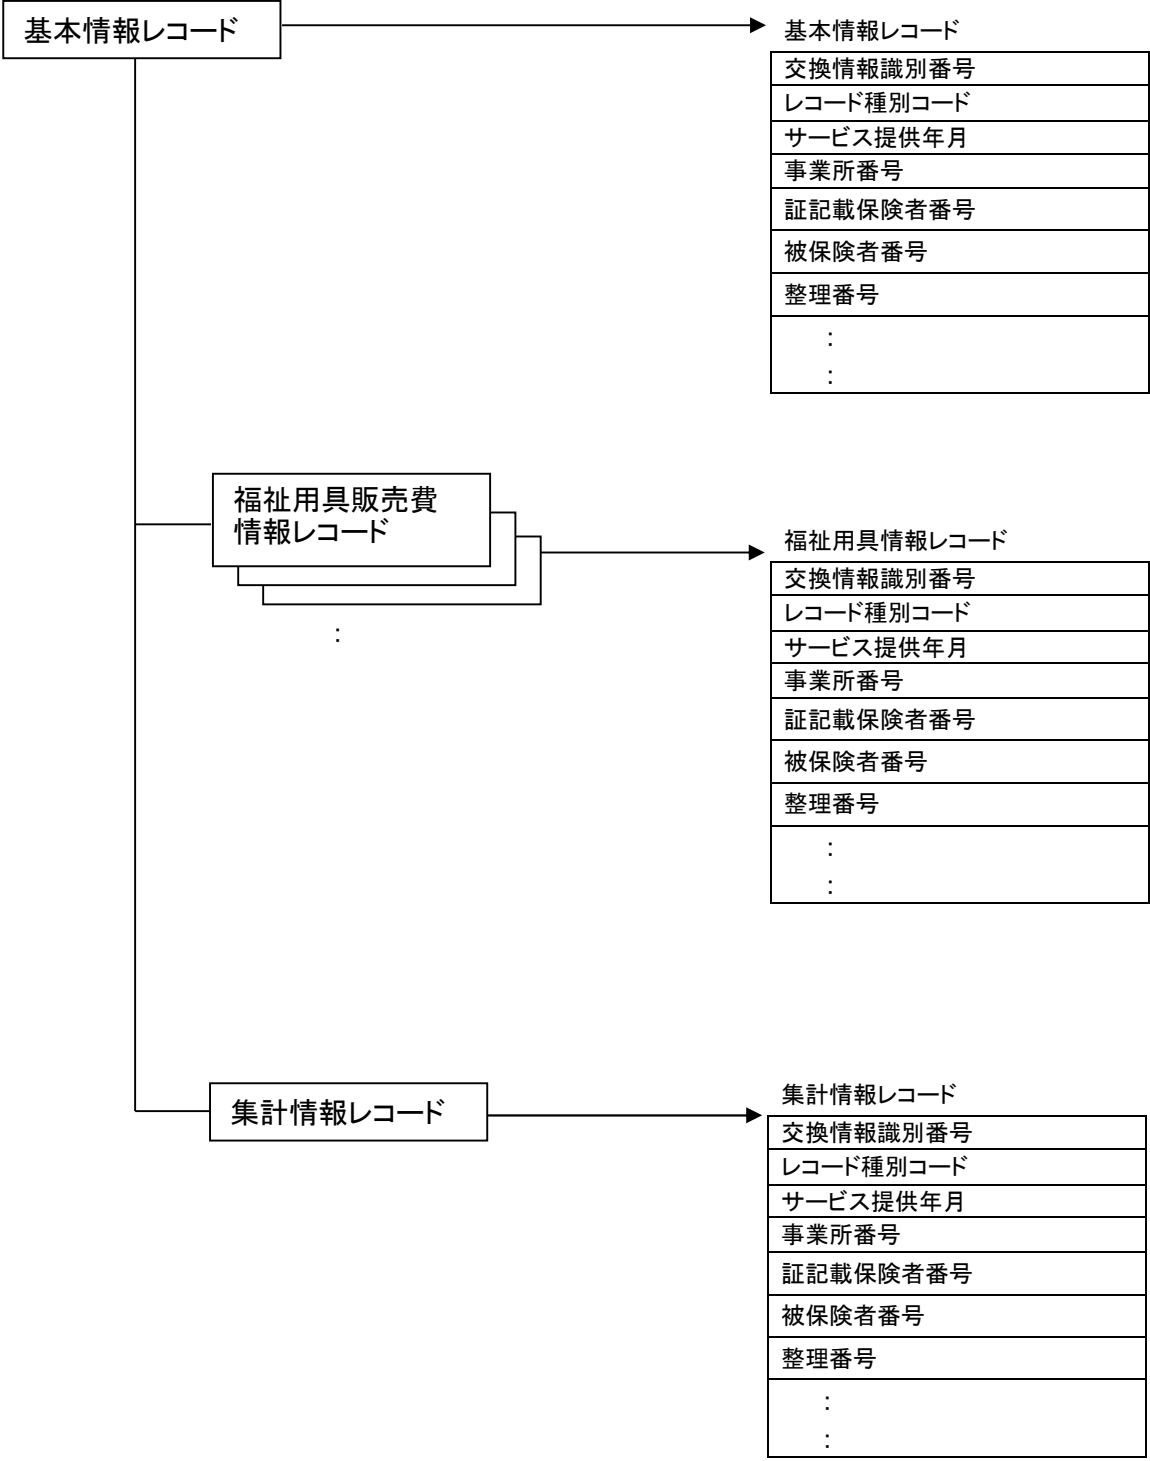 基本情報レコード
基本情報レコード
交換情報識別番号
レコード種別コード
サービス提供年月
事業所番号
証記載保険者番号
被保険者番号
整理番号
:
:
福祉用具販売費
情報レコード
:
福祉用具情報レコード
交換情報識別番号
レコード種別コード
サービス提供年月
事業所番号
証記載保険者番号
被保険者番号
整理番号
:
:
集計情報レコード
集計情報レコード
交換情報識別番号
レコード種別コード
サービス提供年月
事業所番号
証記載保険者番号
被保険者番号
整理番号
:
: